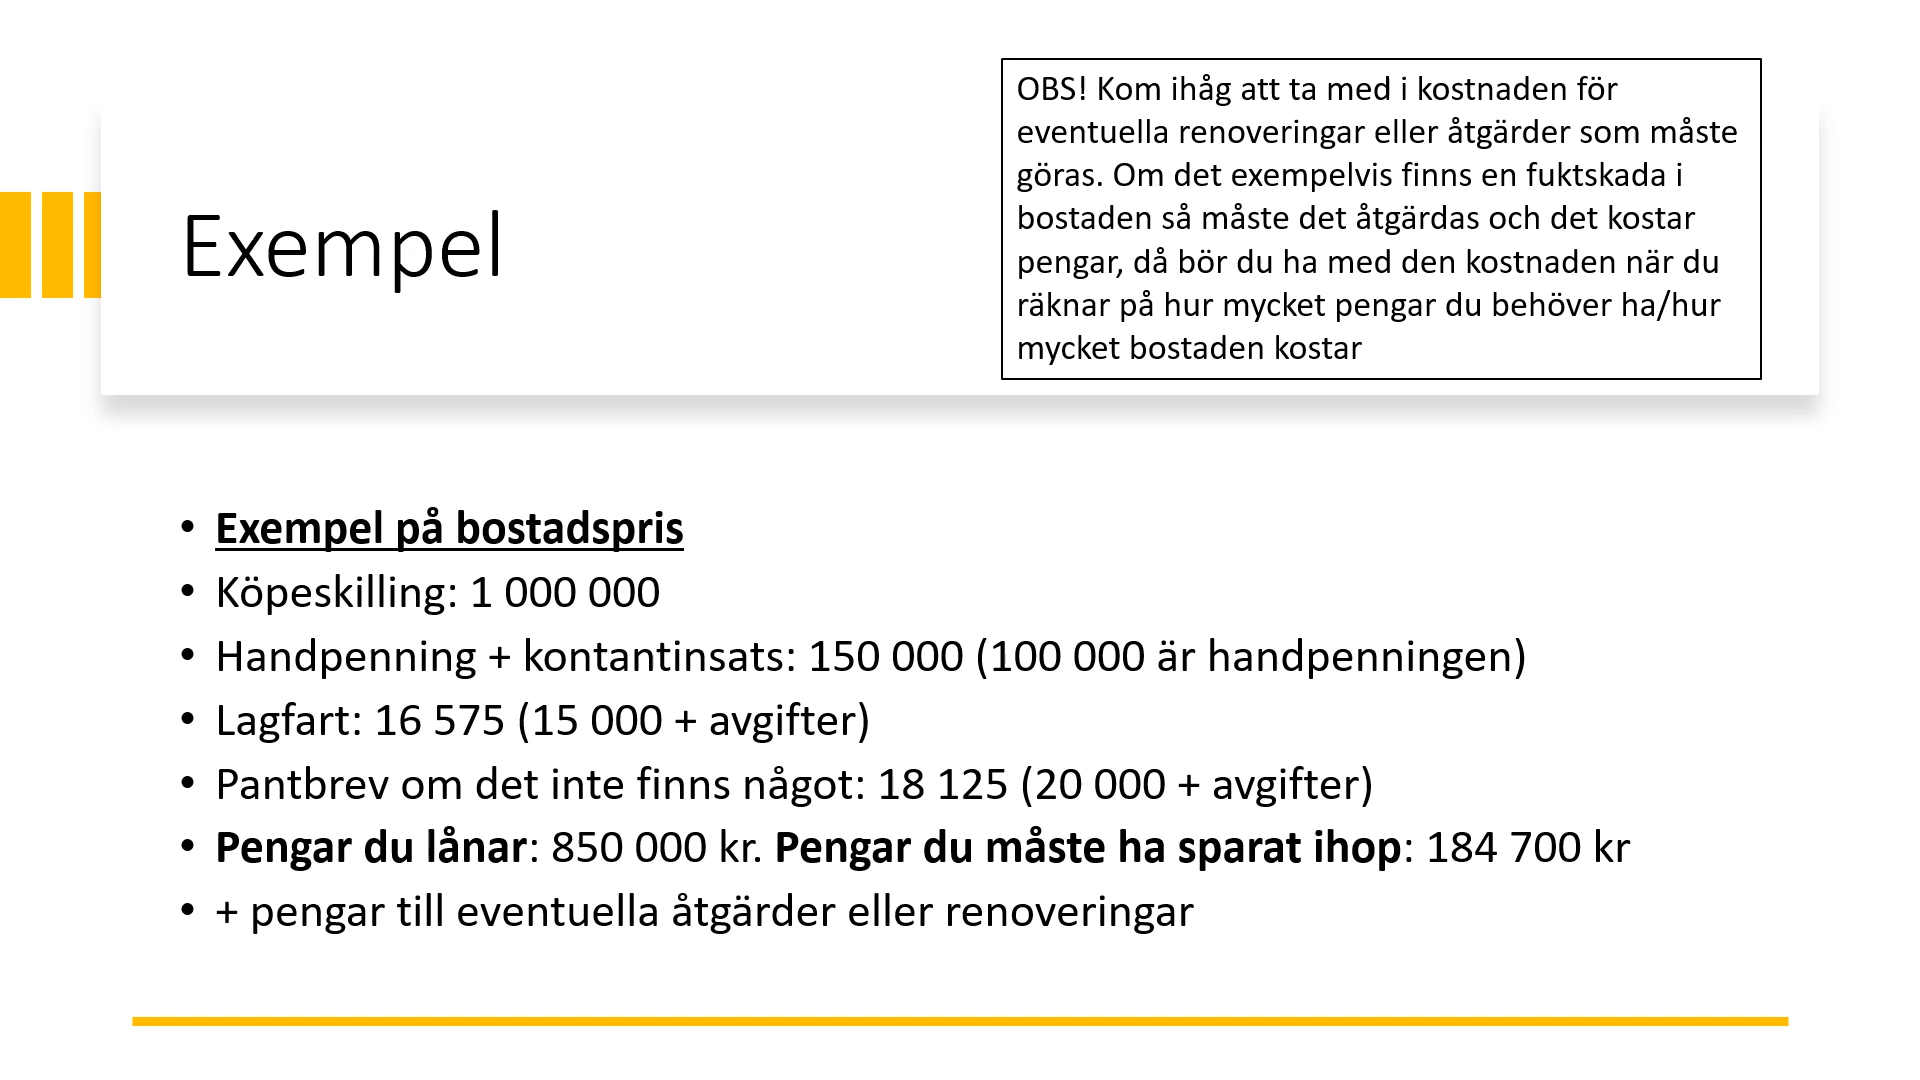 OBS! Kom ihåg att ta med i kostnaden för
eventuella renoveringar eller åtgärder som måste
göras. Om det exempelvis finns en fuktskada i
bostaden så måste det åtgärdas och det kostar
pengar, då bör du ha med den kostnaden när du
räknar på hur mycket pengar du behöver ha/hur
mycket bostaden kostar
Exempel
• Exempel på bostadspris
• Köpeskilling: 1 000 000
• Handpenning + kontantinsats: 150 000 (100 000 är handpenningen)
• Lagfart: 16 575 (15 000 + avgifter)
• Pantbrev om det inte finns något: 18 125 (20 000 + avgifter)
• Pengar du lånar: 850 000 kr. Pengar du måste ha sparat ihop: 184 700 kr
• + pengar till eventuella åtgärder eller renoveringar